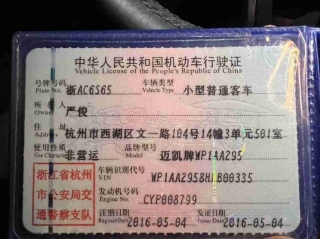 中华人民共和国机动车行驶证
Vehicle License of the People's Republic of China
号牌号码 浙AC6S65 车辆类型 小型普通客车
Plate No. Vehicle Type
所有人 严俊
Owner
住址 杭州市西湖区文一路184号14幢3单元501室
Address
使用性质 非营运 品牌型号 迈凯牌WP1AA295
Use Character
浙江省杭州
市公安局交
通警察支队
车辆识别代号 WP1AA2958HLB00335
VIN
发动机号码 CYP008799
Engine No.
注册日期 2016-05-04 发证日期 2016-05-04
Register Date Issue Date